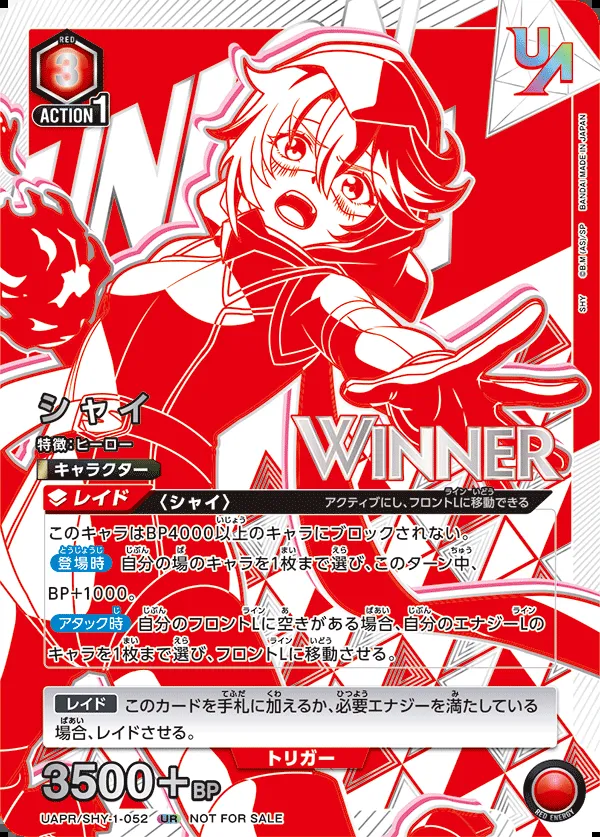 RED
3
ACTION1
UA
SHY ©B.M (AS)/SP BANDAI MADE IN JAPAN
WINNER
シャイ
特徴:ヒーロー
キャラクター
レイド 〈シャイ〉 アクティブにし、フロントLに移動できる
このキャラはBP4000以上のキャラにブロックされない。
登場時 自分の場のキャラを1枚まで選び、このターン中、
BP+1000。
アタック時 自分のフロントLに空きがある場合、自分のエナジーLの
キャラを1枚まで選び、フロントLに移動させる。
レイド このカードを手札に加えるか、必要エナジーを満たしている
場合、レイドさせる。
トリガー
3500+BP
RED ENERGY
UAPR/SHY-1-052 UR NOT FOR SALE